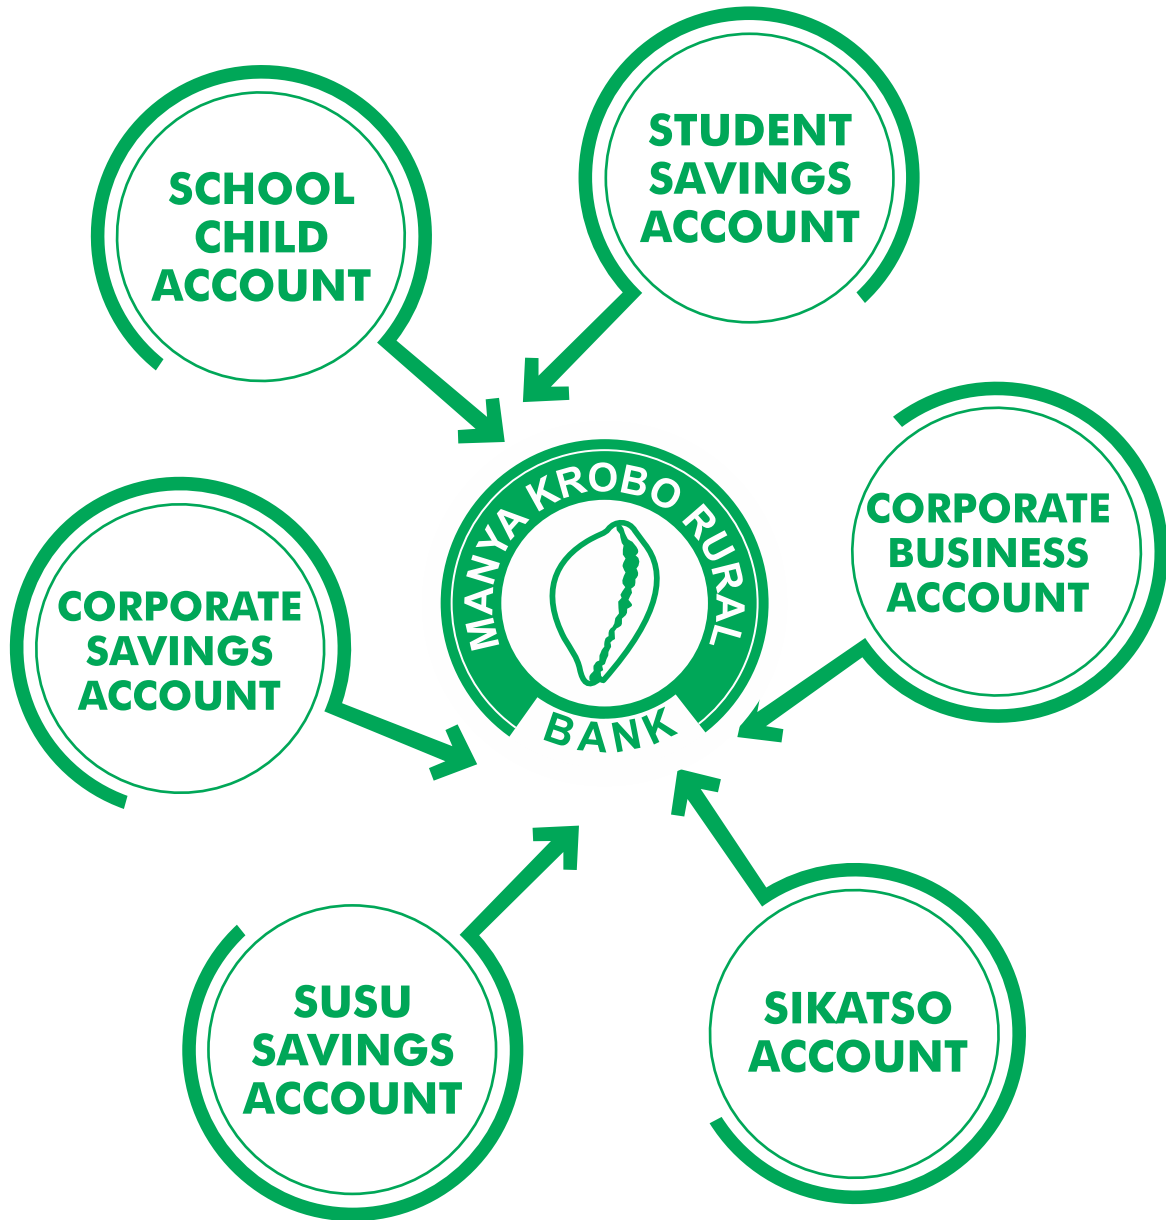 SCHOOL
CHILD
ACCOUNT
STUDENT
SAVINGS
ACCOUNT
CORPORATE
BUSINESS
ACCOUNT
MANYA KROBO RURAL
BANK
CORPORATE
SAVINGS
ACCOUNT
SUSU
SAVINGS
ACCOUNT
SIKATSO
ACCOUNT